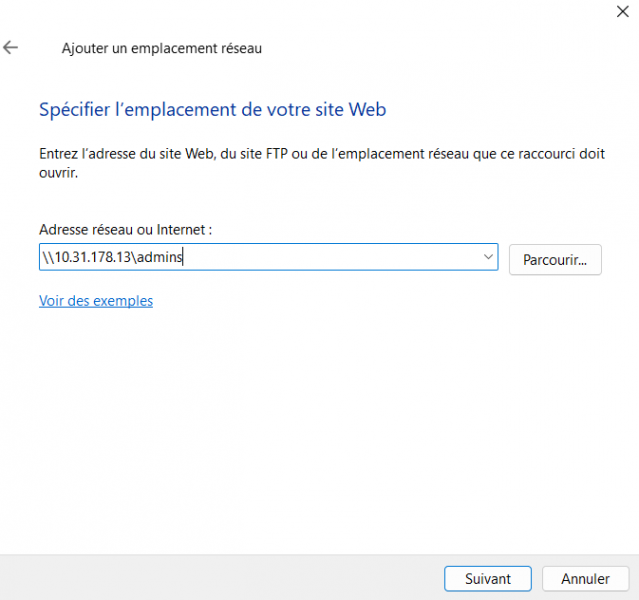 Ajouter un emplacement réseau
Spécifier l’emplacement de votre site Web
Entrez l’adresse du site Web, du site FTP ou de l’emplacement réseau que ce raccourci doit
ouvrir.
Adresse réseau ou Internet :
\\10.31.178.13\admins
Parcourir...
Voir des exemples
Suivant
Annuler